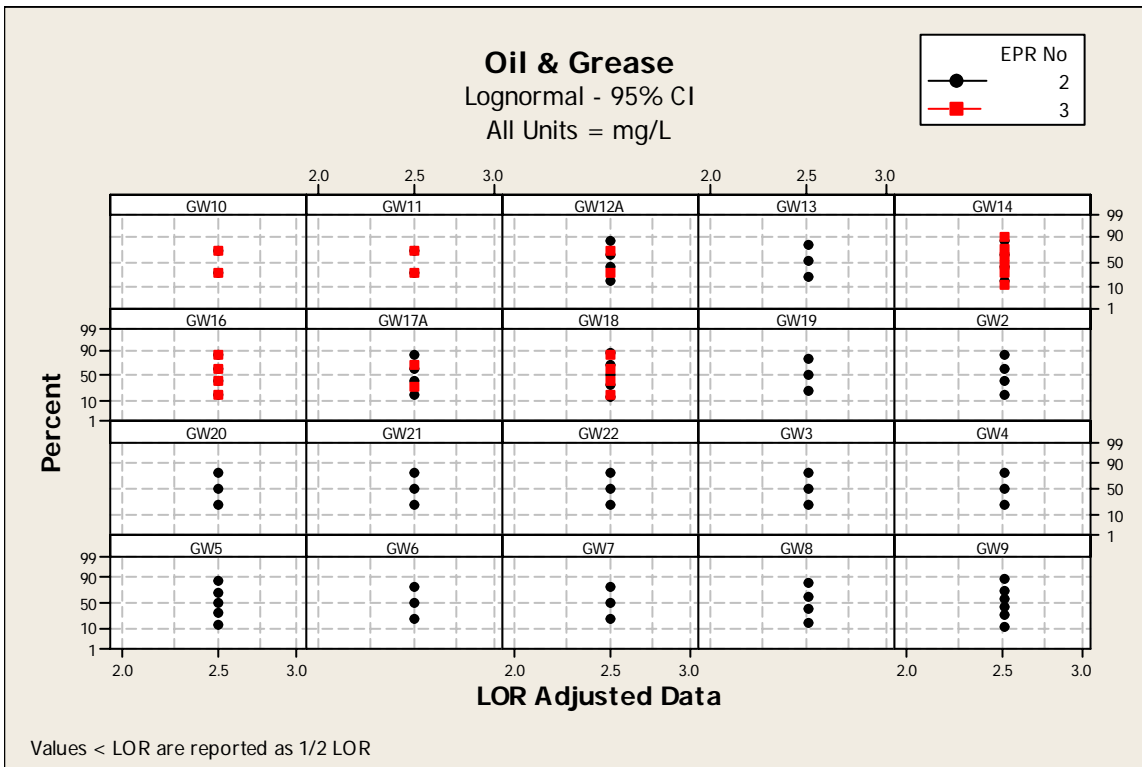 Oil & Grease
Lognormal - 95% CI
All Units = mg/L
EPR No
2
3
2.0 2.5 3.0 2.0 2.5 3.0
GW10 GW11 GW12A GW13 GW14
99
90
50
10
1
GW16 GW17A GW18 GW19 GW2
99
90
50
10
1
GW20 GW21 GW22 GW3 GW4
99
90
50
10
1
GW5 GW6 GW7 GW8 GW9
99
90
50
10
1
2.0 2.5 3.0 2.0 2.5 3.0 2.0 2.5 3.0
Percent
LOR Adjusted Data
Values < LOR are reported as 1/2 LOR